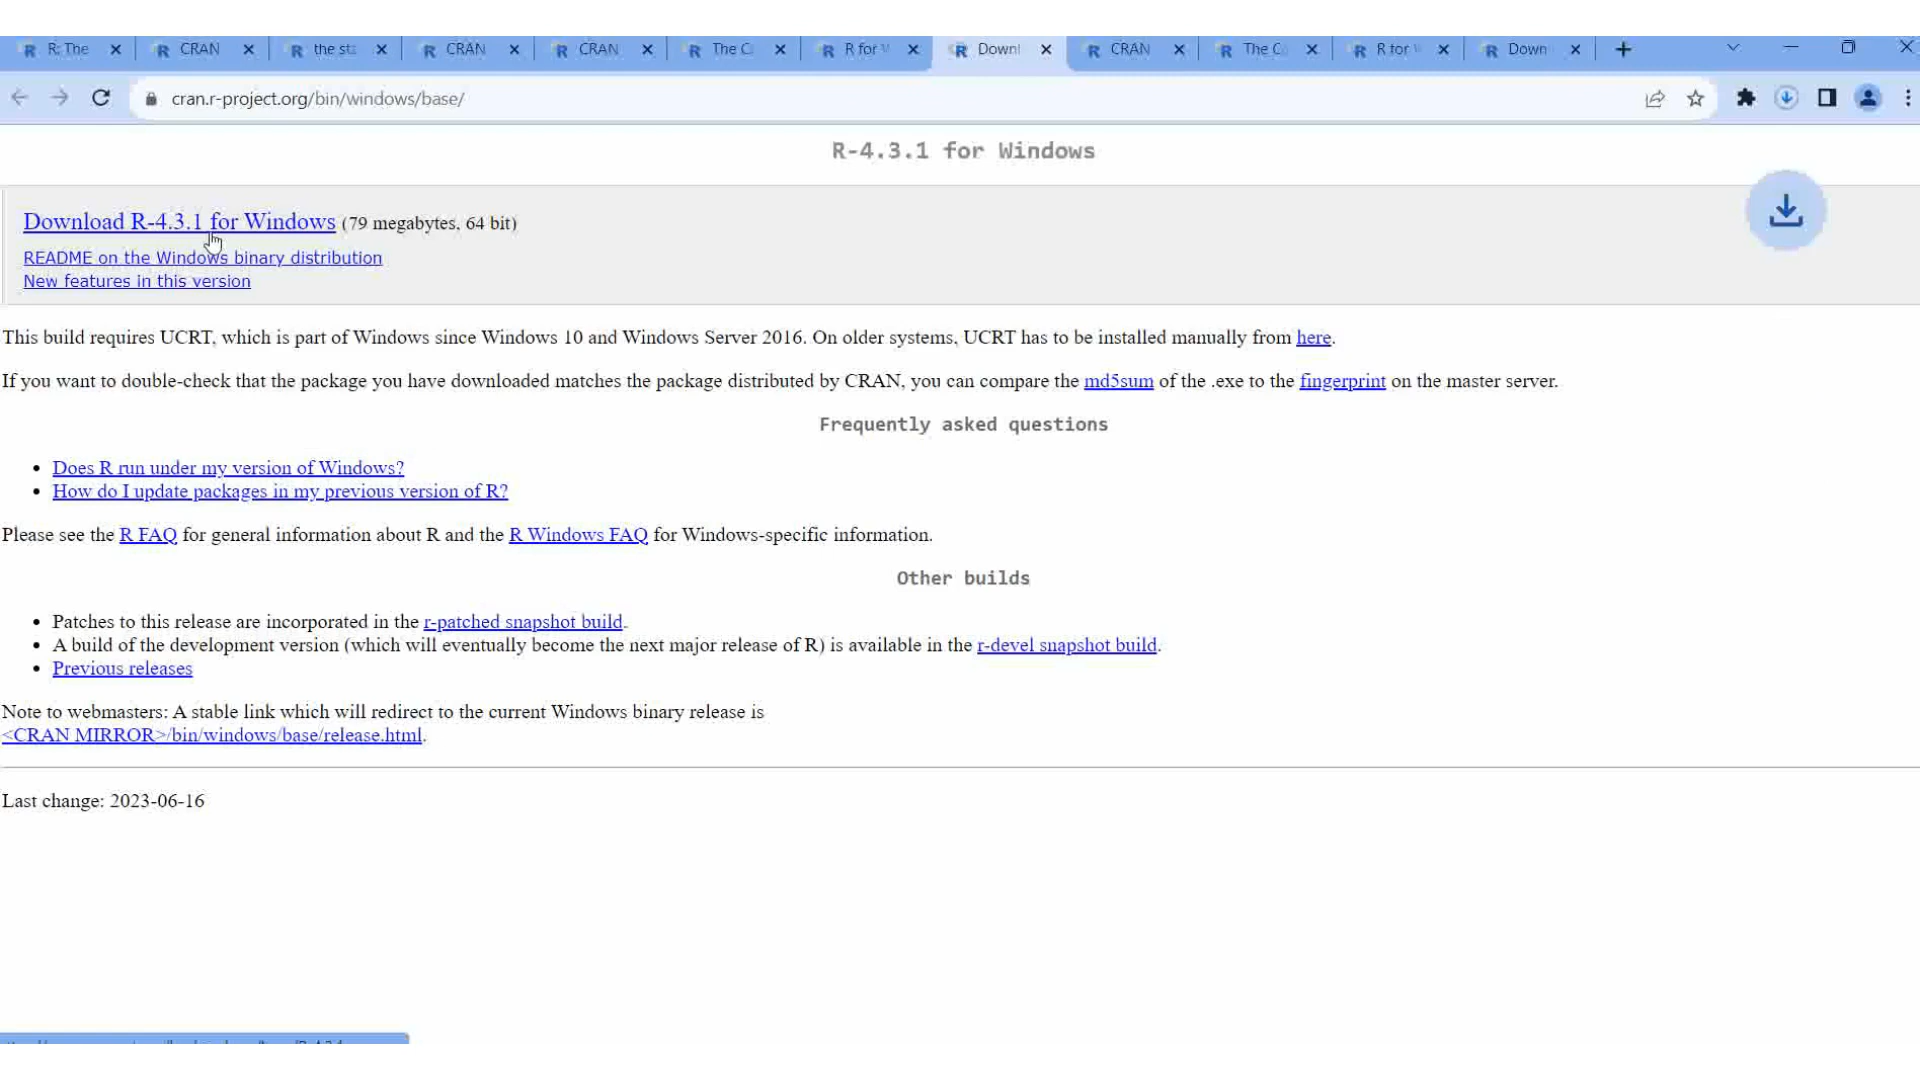 R: The CRAN the sta CRAN CRAN The C R for Downl CRAN The C R for Down
cran.r-project.org/bin/windows/base/
R-4.3.1 for Windows
Download R-4.3.1 for Windows (79 megabytes, 64 bit)
README on the Windows binary distribution
New features in this version
This build requires UCRT, which is part of Windows since Windows 10 and Windows Server 2016. On older systems, UCRT has to be installed manually from here.
If you want to double-check that the package you have downloaded matches the package distributed by CRAN, you can compare the md5sum of the .exe to the fingerprint on the master server.
Frequently asked questions
• Does R run under my version of Windows?
• How do I update packages in my previous version of R?
Please see the R FAQ for general information about R and the R Windows FAQ for Windows-specific information.
Other builds
• Patches to this release are incorporated in the r-patched snapshot build.
• A build of the development version (which will eventually become the next major release of R) is available in the r-devel snapshot build.
• Previous releases
Note to webmasters: A stable link which will redirect to the current Windows binary release is
<CRAN MIRROR>/bin/windows/base/release.html.
Last change: 2023-06-16